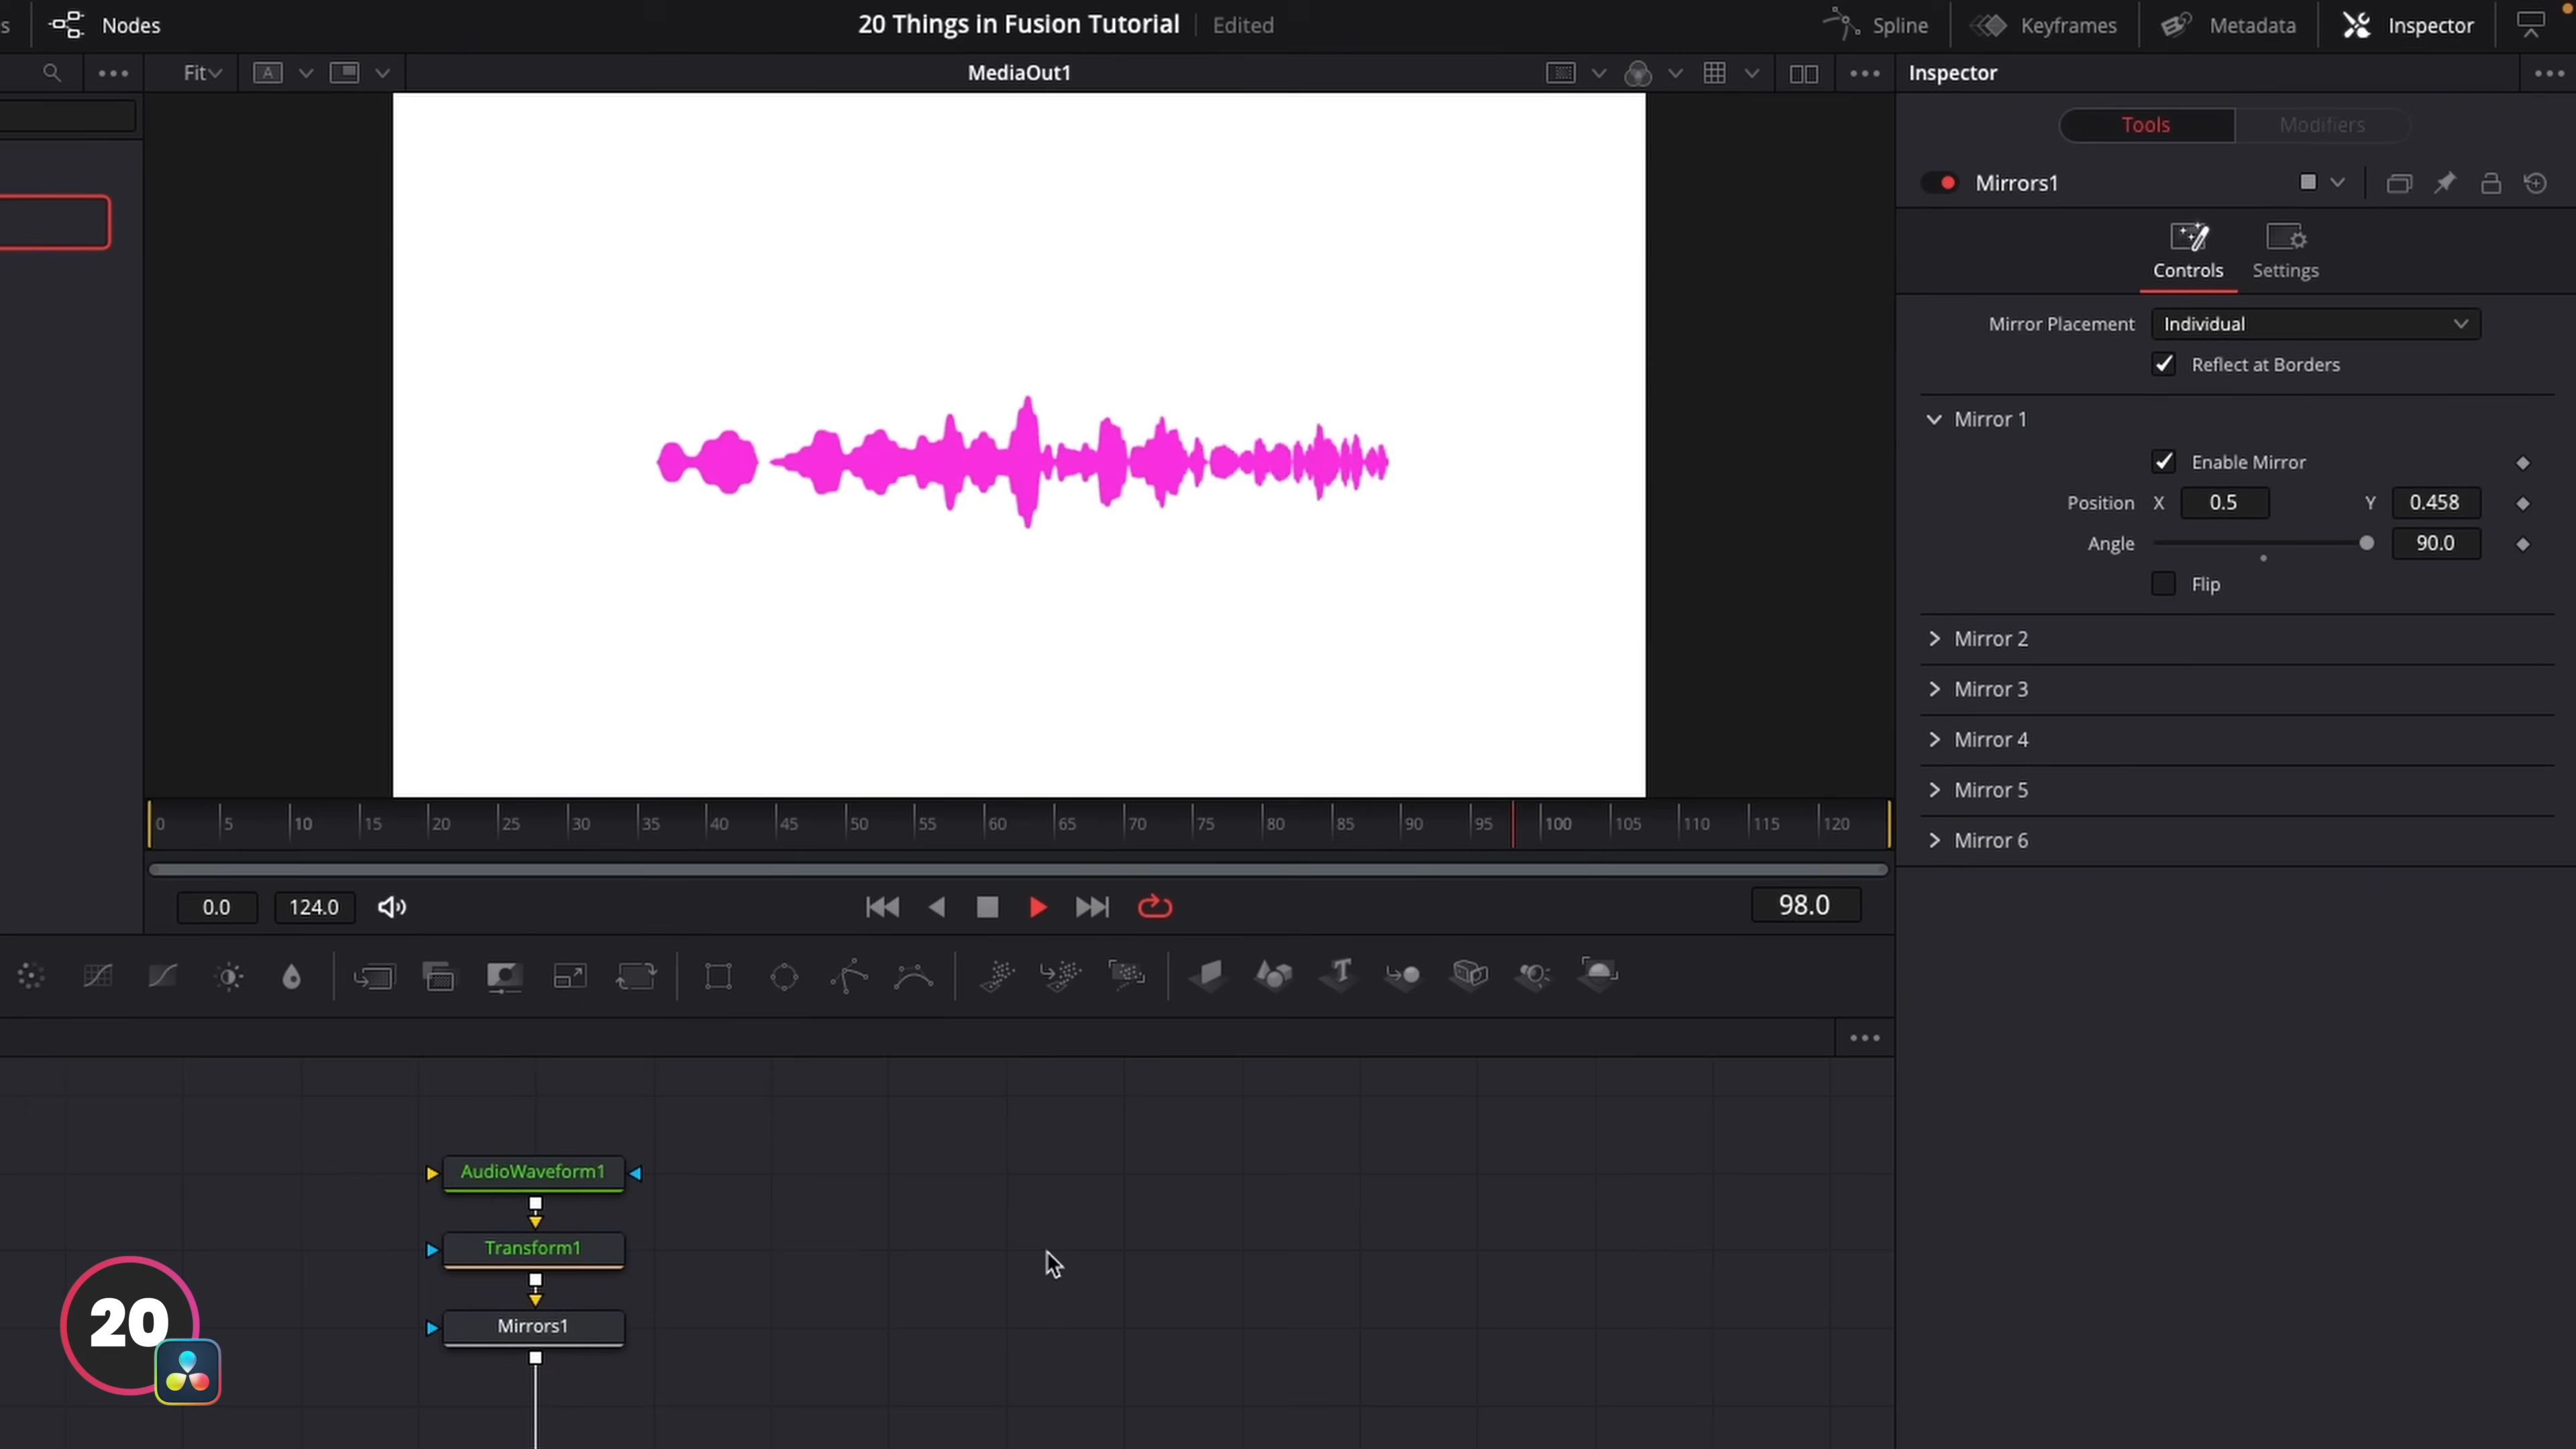 s
Nodes
20 Things in Fusion Tutorial
Edited
Spline
Keyframes
Metadata
Inspector
Fit
A
MediaOut1
Inspector
Tools
Modifiers
Mirrors1
Controls
Settings
Mirror Placement
Individual
Reflect at Borders
Mirror 1
Enable Mirror
Position X 0.5 Y 0.458
Angle 90.0
Flip
Mirror 2
Mirror 3
Mirror 4
Mirror 5
Mirror 6
0 5 10 15 20 25 30 35 40 45 50 55 60 65 70 75 80 85 90 95 100 105 110 115 120
0.0
124.0
98.0
AudioWaveform1
Transform1
Mirrors1
20